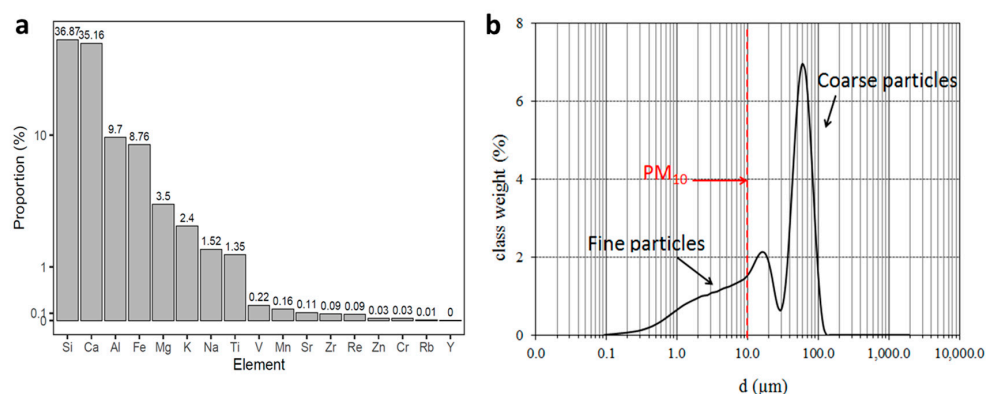 a
36.87 35.16
9.7
8.76
3.5
2.4
1.52
1.35
0.22
0.16
0.11
0.09
0.09
0.03
0.03
0.01
0
10
1
0.1
0
Proportion (%)
Si Ca Al Fe Mg K Na Ti V Mn Sr Zr Re Zn Cr Rb Y
Element
b
8
6
4
2
0
class weight (%)
Coarse particles
PM10
Fine particles
0.0 0.1 1.0 10.0 100.0 1,000.0 10,000.0
d (µm)